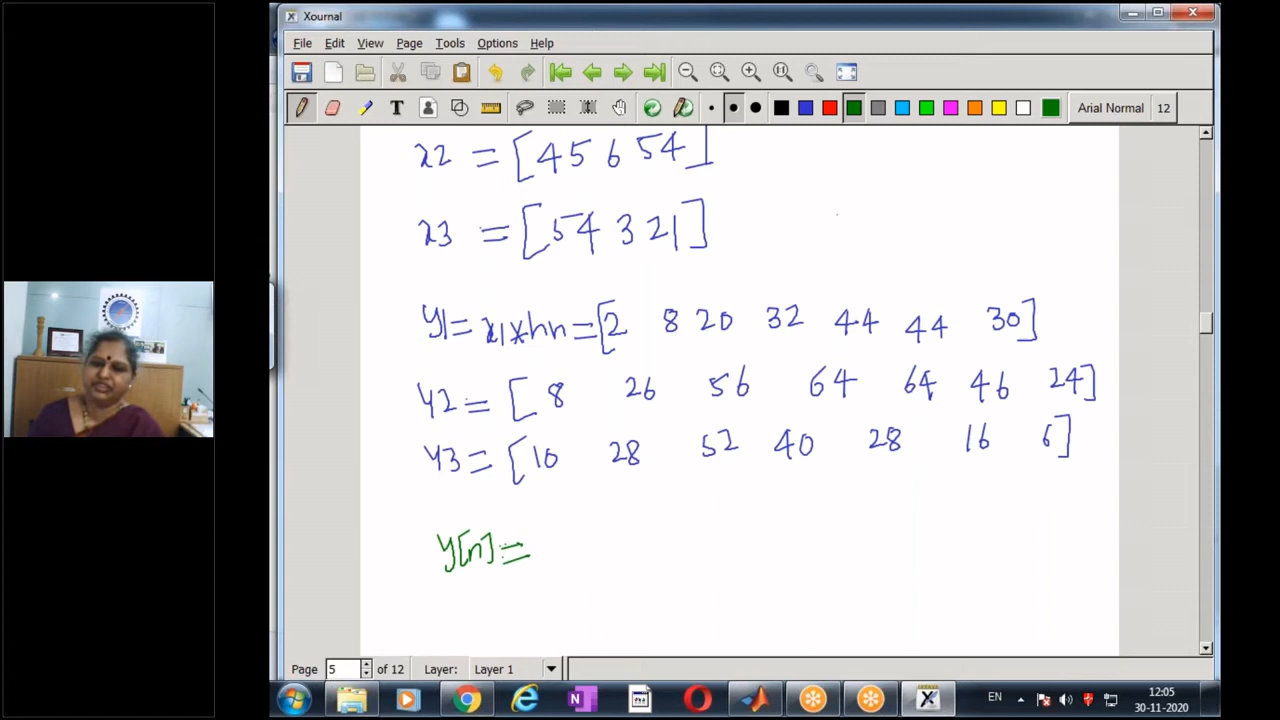 Xournal
File Edit View Page Tools Options Help
Arial Normal 12
x2 = [4 5 6 5 4]
x3 = [5 4 3 2 1]
y1 = x1*hn = [2 8 20 32 44 44 30]
y2 = [8 26 56 64 64 46 24]
y3 = [10 28 52 40 28 16 6]
y[n] =
Page 5 of 12 Layer: Layer 1
EN 12:05
30-11-2020